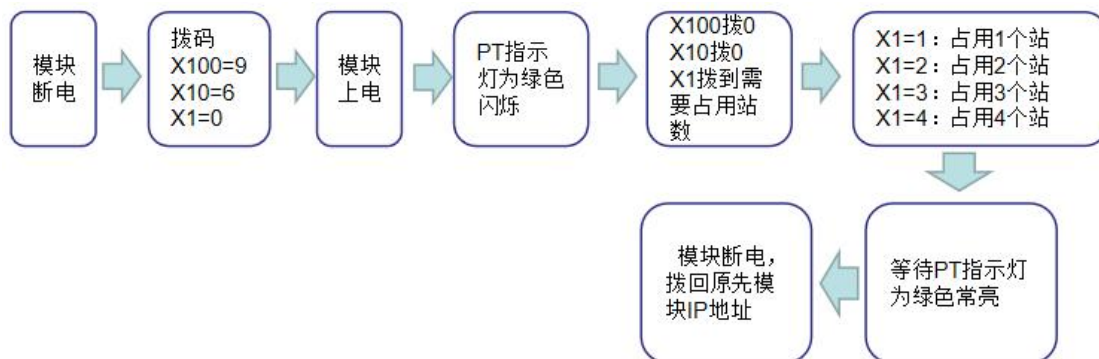 模块
断电
拨码
X100=9
X10=6
X1=0
模块
上电
PT指示
灯为绿色
闪烁
X100拨0
X10拨0
X1拨到需
要占用站
数
X1=1：占用1个站
X1=2：占用2个站
X1=3：占用3个站
X1=4：占用4个站
等待PT指示灯
为绿色常亮
模块断电，
拨回原先模
块IP地址